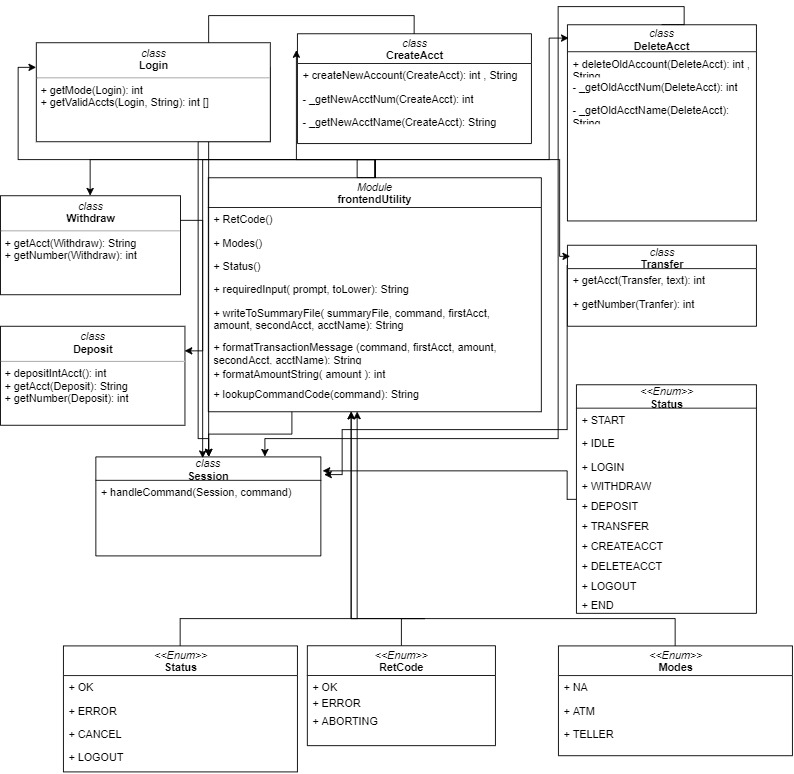 class
Login
+ getMode(Login): int
+ getValidAccts(Login, String): int []
class
CreateAcct
+ createNewAccount(CreateAcct): int , String
- _getNewAcctNum(CreateAcct): int
- _getNewAcctName(CreateAcct): String
class
DeleteAcct
+ deleteOldAccount(DeleteAcct): int ,
String
- _getOldAcctNum(DeleteAcct): int
- _getOldAcctName(DeleteAcct):
String
class
Withdraw
+ getAcct(Withdraw): String
+ getNumber(Withdraw): int
Module
frontendUtility
+ RetCode()
+ Modes()
+ Status()
+ requiredInput( prompt, toLower): String
+ writeToSummaryFile( summaryFile, command, firstAcct,
amount, secondAcct, acctName): String
+ formatTransactionMessage (command, firstAcct, amount,
secondAcct, acctName): String
+ formatAmountString( amount ): int
+ lookupCommandCode(command): String
class
Transfer
+ getAcct(Transfer, text): int
+ getNumber(Tranfer): int
class
Deposit
+ depositIntAcct(): int
+ getAcct(Deposit): String
+ getNumber(Deposit): int
<<Enum>>
Status
+ START
+ IDLE
+ LOGIN
+ WITHDRAW
+ DEPOSIT
+ TRANSFER
+ CREATEACCT
+ DELETEACCT
+ LOGOUT
+ END
class
Session
+ handleCommand(Session, command)
<<Enum>>
Status
+ OK
+ ERROR
+ CANCEL
+ LOGOUT
<<Enum>>
RetCode
+ OK
+ ERROR
+ ABORTING
<<Enum>>
Modes
+ NA
+ ATM
+ TELLER